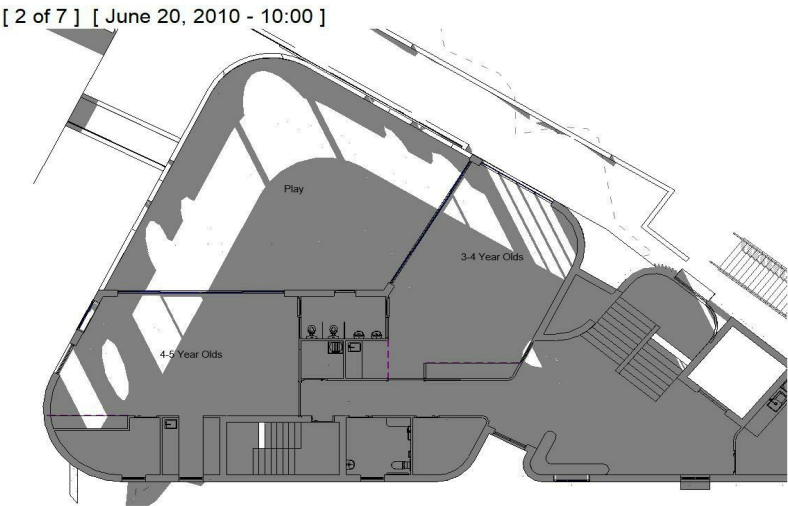 [ 2 of 7 ] [ June 20, 2010 - 10:00 ]
Play
3-4 Year Olds
4-5 Year Olds